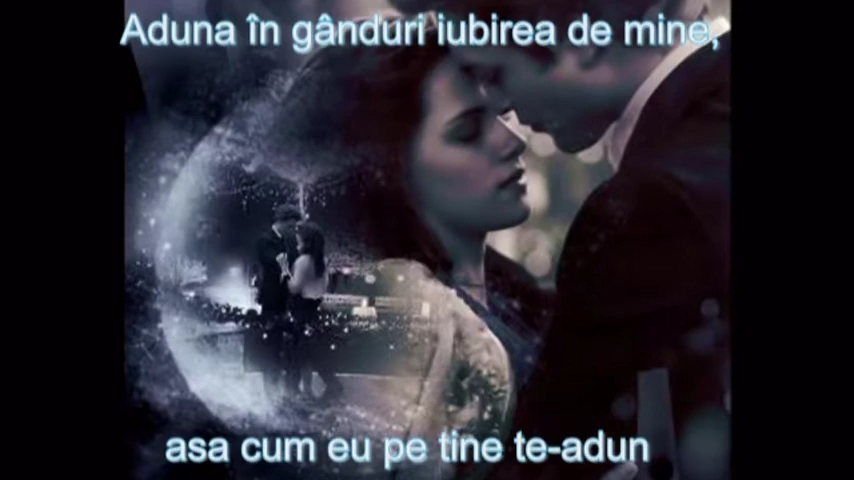 Aduna în gânduri iubirea de mine,
asa cum eu pe tine te-adun